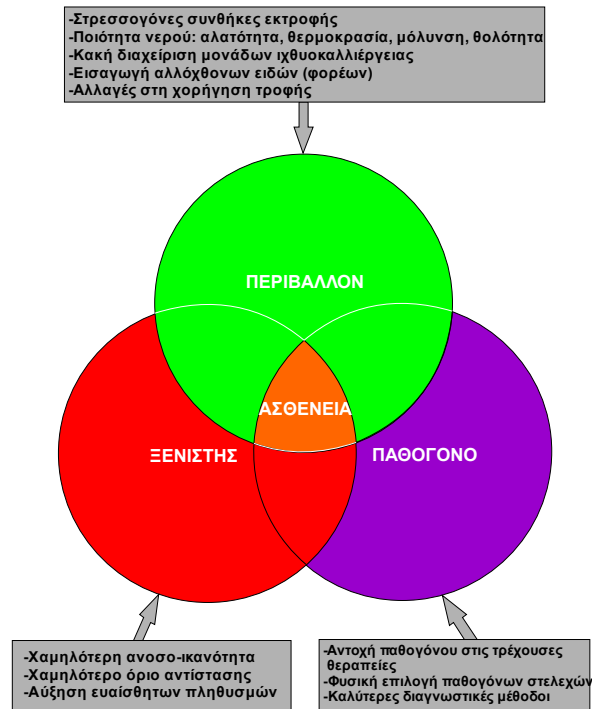 -Στρεσσογόνες συνθήκες εκτροφής
-Ποιότητα νερού: αλατότητα, θερμοκρασία, μόλυνση, θολότητα
-Κακή διαχείριση μονάδων ιχθυοκαλλιέργειας
-Εισαγωγή αλλόχθονων ειδών (φορέων)
-Αλλαγές στη χορήγηση τροφής
ΠΕΡΙΒΑΛΛΟΝ
ΑΣΘΕΝΕΙΑ
ΞΕΝΙΣΤΗΣ
ΠΑΘΟΓΟΝΟ
-Χαμηλότερη ανοσο-ικανότητα
-Χαμηλότερο όριο αντίστασης
-Αύξηση ευαίσθητων πληθυσμών
-Αντοχή παθογόνου στις τρέχουσες
θεραπείες
-Φυσική επιλογή παθογόνων στελεχών
-Καλύτερες διαγνωστικές μέθοδοι